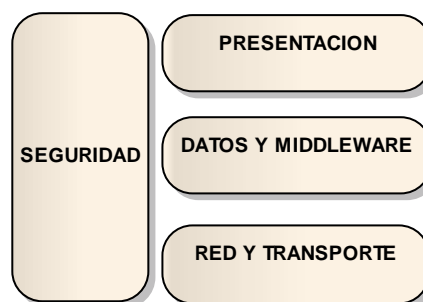 PRESENTACION
SEGURIDAD
DATOS Y MIDDLEWARE
RED Y TRANSPORTE